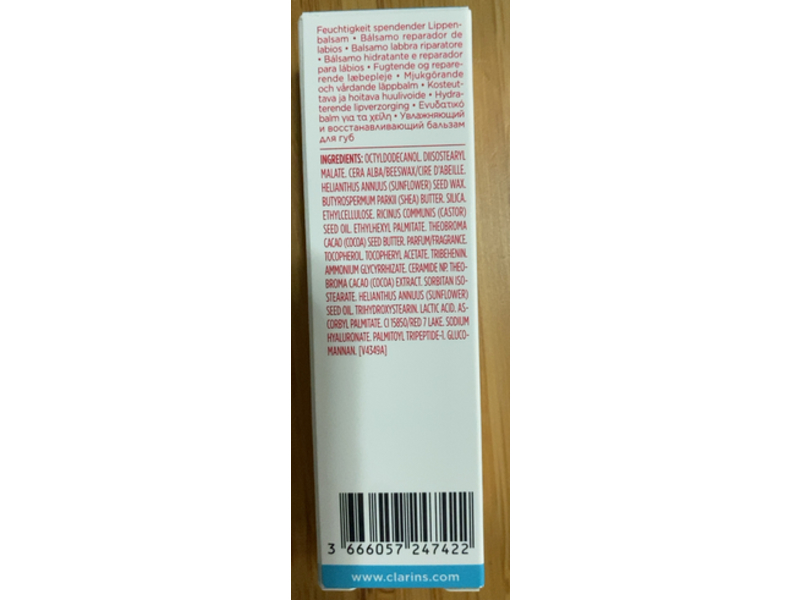 Feuchtigkeit spendender Lippen-
balsam • Bálsamo reparador de
labios • Balsamo labbra riparatore
• Bálsamo hidratante e reparador
para lábios • Fugtende og repare-
rende læbepleje • Mjukgörande
och vårdande läppbalm • Kosteut-
tava ja hoitava huulivoide • Hydra-
terende lipverzorging • Ενυδατικό
balm για τα χείλη • Увлажняющий
и восстанавливающий бальзам
для губ
INGREDIENTS: OCTYLDODECANOL. DIISOSTEARYL
MALATE. CERA ALBA/BEESWAX/CIRE D'ABEILLE.
HELIANTHUS ANNUUS (SUNFLOWER) SEED WAX.
BUTYROSPERMUM PARKII (SHEA) BUTTER. SILICA.
ETHYLCELLULOSE. RICINUS COMMUNIS (CASTOR)
SEED OIL. ETHYLHEXYL PALMITATE. THEOBROMA
CACAO (COCOA) SEED BUTTER. PARFUM/FRAGRANCE.
TOCOPHEROL. TOCOPHERYL ACETATE. TRIBEHENIN.
AMMONIUM GLYCYRRHIZATE. CERAMIDE NP. THEO-
BROMA CACAO (COCOA) EXTRACT. SORBITAN ISO-
STEARATE. HELIANTHUS ANNUUS (SUNFLOWER)
SEED OIL. TRIHYDROXYSTEARIN. LACTIC ACID. AS-
CORBYL PALMITATE. CI 15850/RED 7 LAKE. SODIUM
HYALURONATE. PALMITOYL TRIPEPTIDE-1. GLUCO-
MANNAN. [V4349A]
3 666057 247422
www.clarins.com